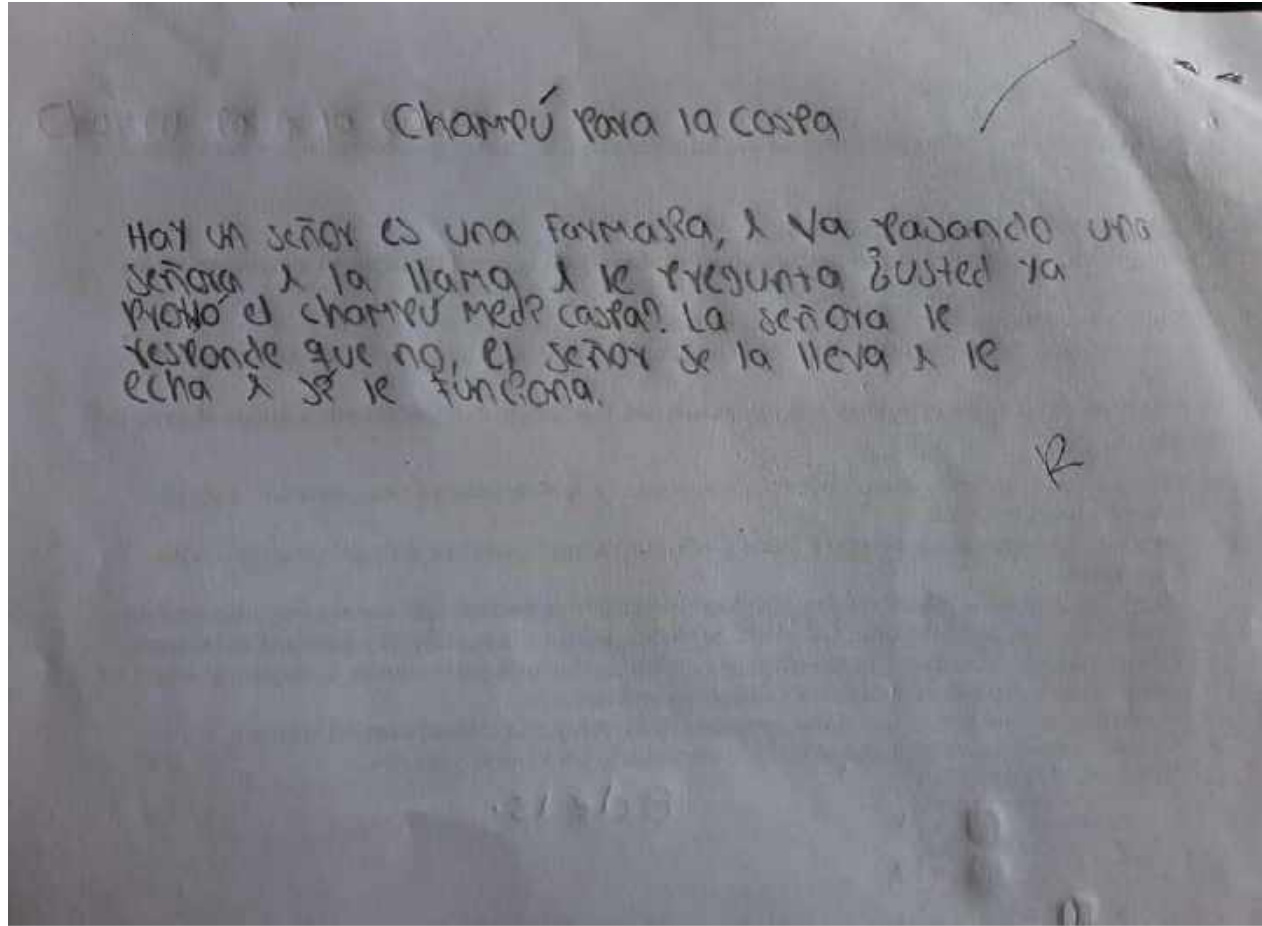 Champú para la caspa
Hay un señor es una Farmasia, y va pasando una
señora y la llama y le pregunta ¿usted ya
probó el champú medi caspa? La señora le
responde que no, el señor se la lleva y le
echa y si le funciona.
R